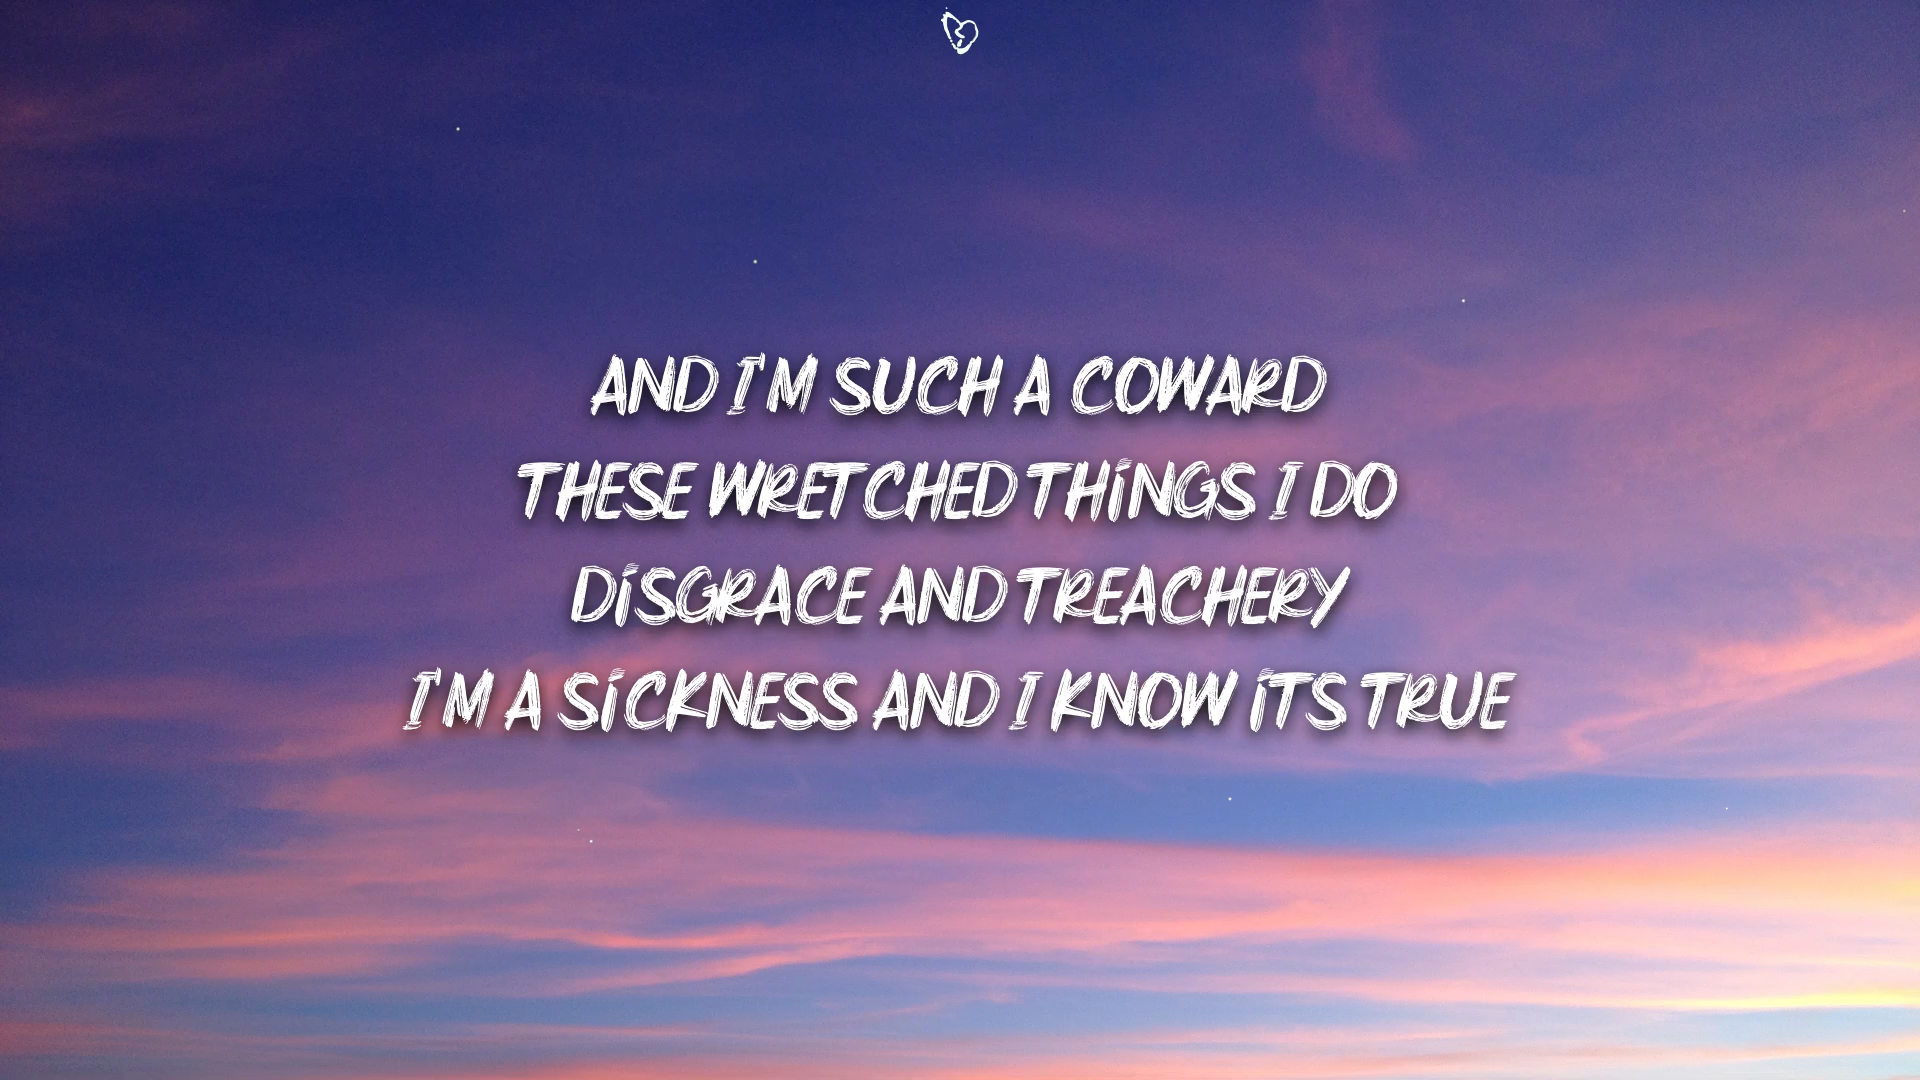 AND I'M SUCH A COWARD
THESE WRETCHED THINGS I DO
DISGRACE AND TREACHERY
I'M A SICKNESS AND I KNOW ITS TRUE